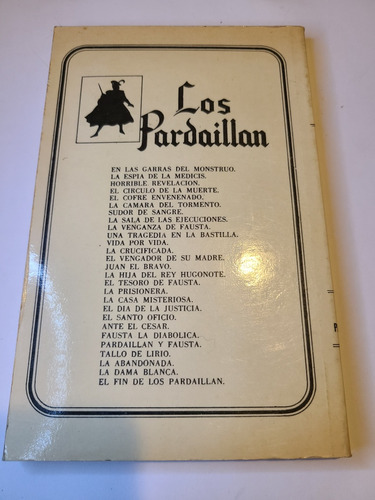 Los
Pardaillan
EN LAS GARRAS DEL MONSTRUO.
LA ESPIA DE LA MEDICIS.
HORRIBLE REVELACION.
EL CIRCULO DE LA MUERTE.
EL COFRE ENVENENADO.
LA CAMARA DEL TORMENTO.
SUDOR DE SANGRE.
LA SALA DE LAS EJECUCIONES.
LA VENGANZA DE FAUSTA.
UNA TRAGEDIA EN LA BASTILLA.
VIDA POR VIDA.
LA CRUCIFICADA.
EL VENGADOR DE SU MADRE.
JUAN EL BRAVO.
LA HIJA DEL REY HUGONOTE.
EL TESORO DE FAUSTA.
LA PRISIONERA.
LA CASA MISTERIOSA.
EL DIA DE LA JUSTICIA.
EL SANTO OFICIO.
ANTE EL CESAR.
FAUSTA LA DIABOLICA.
PARDAILLAN Y FAUSTA.
TALLO DE LIRIO.
LA ABANDONADA.
LA DAMA BLANCA.
EL FIN DE LOS PARDAILLAN.